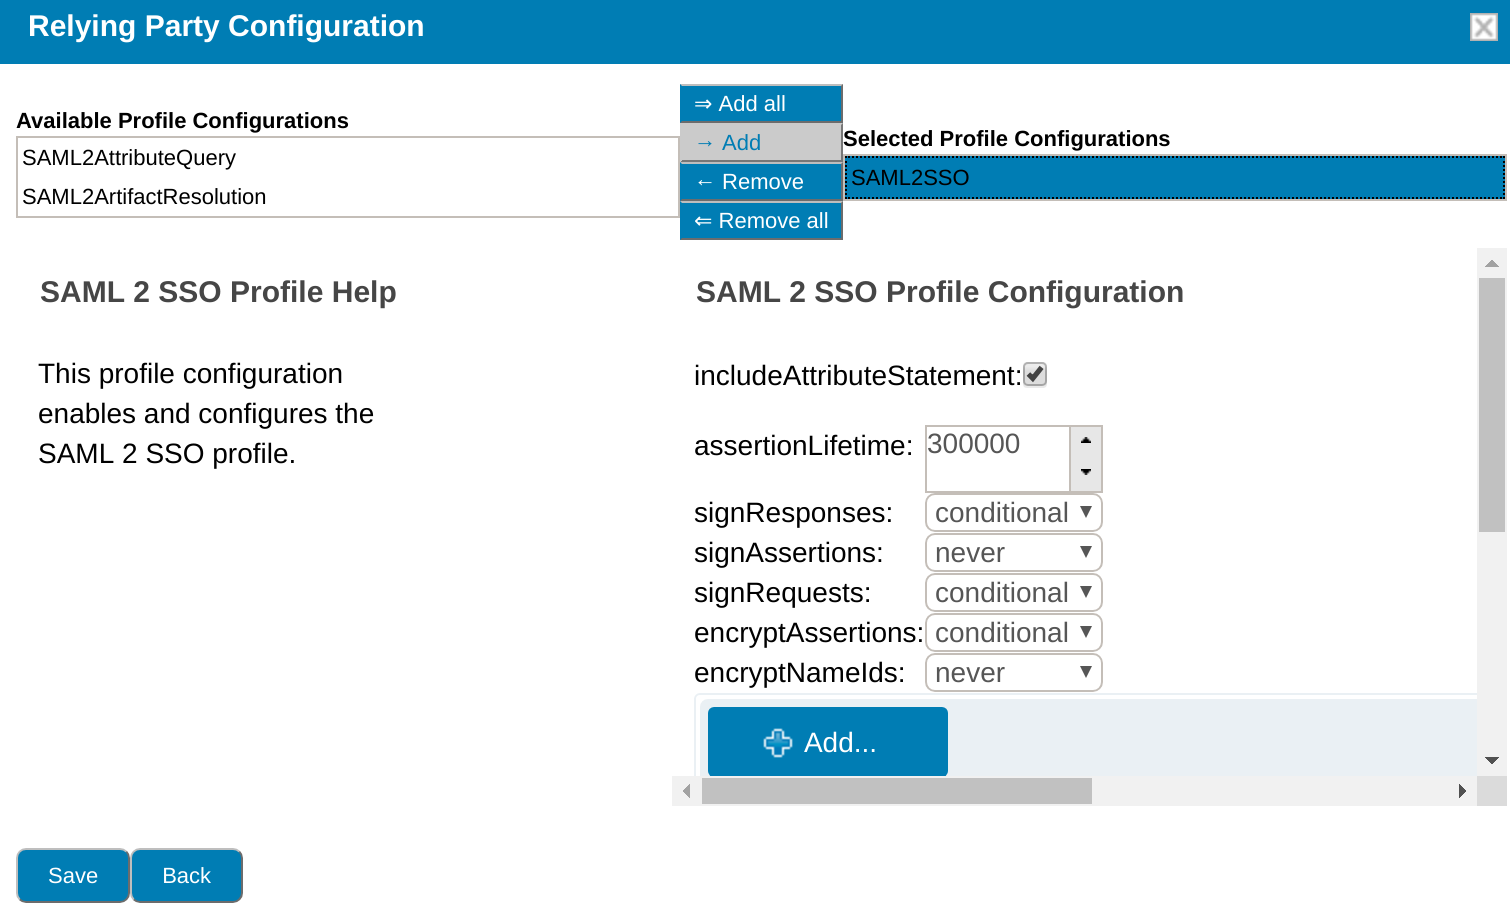 Relying Party Configuration
Available Profile Configurations
SAML2AttributeQuery
SAML2ArtifactResolution
⇒ Add all
→ Add
← Remove
⇐ Remove all
Selected Profile Configurations
SAML2SSO
SAML 2 SSO Profile Help
This profile configuration
enables and configures the
SAML 2 SSO profile.
SAML 2 SSO Profile Configuration
includeAttributeStatement:
assertionLifetime: 300000
signResponses: conditional
signAssertions: never
signRequests: conditional
encryptAssertions: conditional
encryptNameIds: never
Add...
Save Back